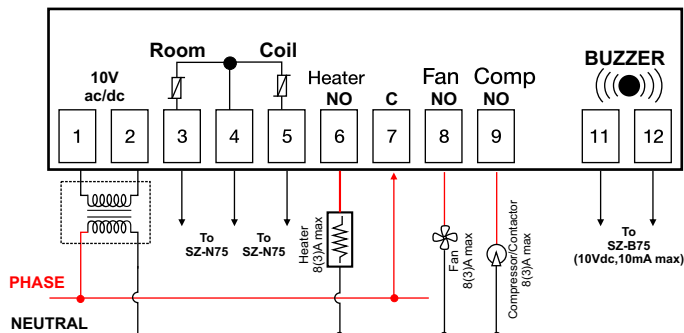 Room Coil BUZZER
10V
ac/dc
Heater
NO
C
Fan
NO
Comp
NO
1 2 3 4 5 6 7 8 9 11 12
To
SZ-N75
To
SZ-N75
Heater
8(3)A max
Fan
8(3)A max
Compressor/Contactor
8(3)A max
To
SZ-B75
(10Vdc,10mA max)
PHASE
NEUTRAL